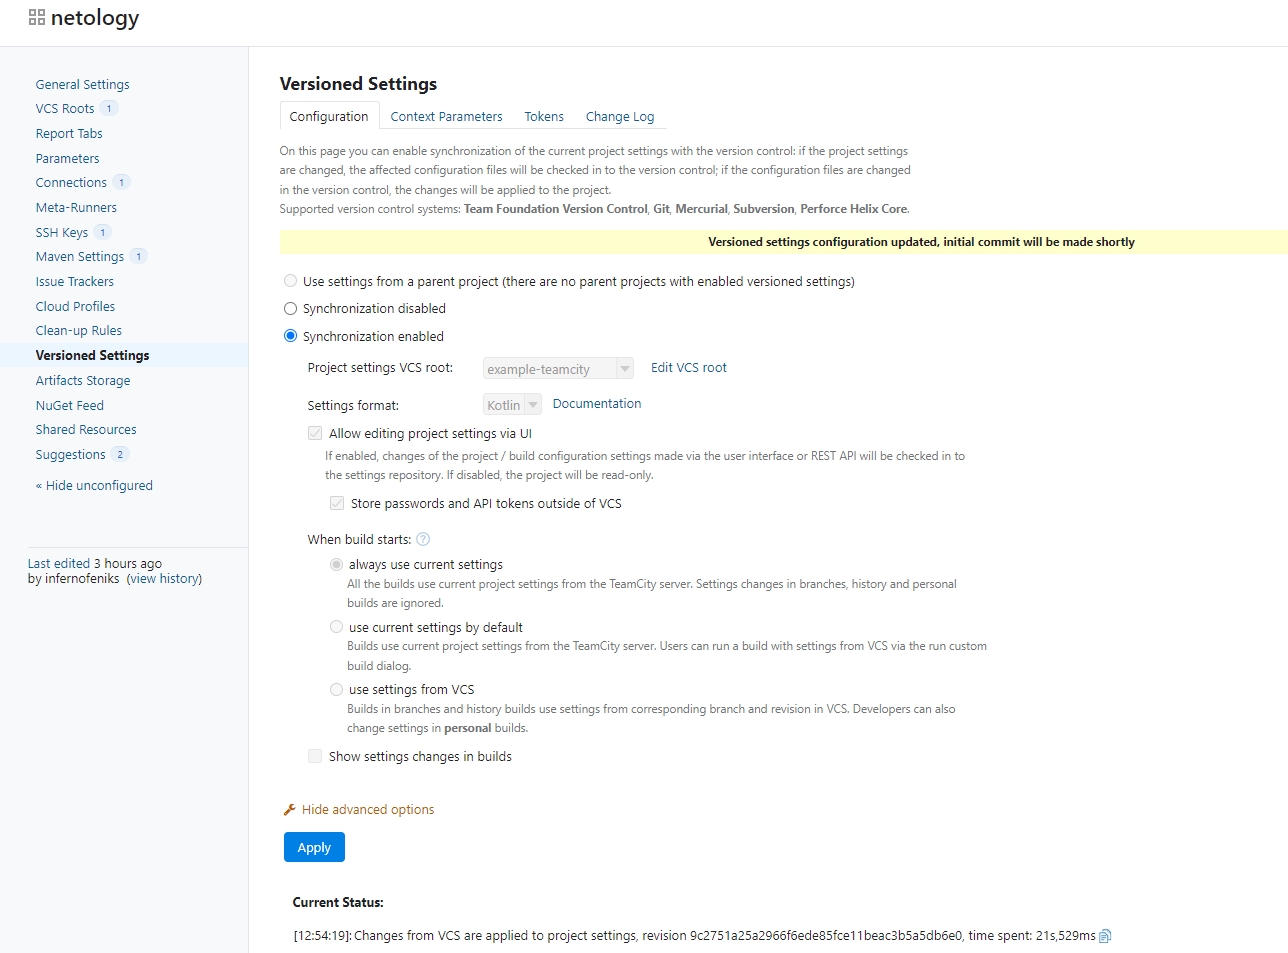 netology
General Settings
VCS Roots 1
Report Tabs
Parameters
Connections 1
Meta-Runners
SSH Keys 1
Maven Settings 1
Issue Trackers
Cloud Profiles
Clean-up Rules
Versioned Settings
Artifacts Storage
NuGet Feed
Shared Resources
Suggestions 2
« Hide unconfigured
Last edited 3 hours ago
by infernofeniks (view history)
Versioned Settings
Configuration Context Parameters Tokens Change Log
On this page you can enable synchronization of the current project settings with the version control: if the project settings
are changed, the affected configuration files will be checked in to the version control; if the configuration files are changed
in the version control, the changes will be applied to the project.
Supported version control systems: Team Foundation Version Control, Git, Mercurial, Subversion, Perforce Helix Core.
Versioned settings configuration updated, initial commit will be made shortly
Use settings from a parent project (there are no parent projects with enabled versioned settings)
Synchronization disabled
Synchronization enabled
Project settings VCS root: example-teamcity Edit VCS root
Settings format: Kotlin Documentation
Allow editing project settings via UI
If enabled, changes of the project / build configuration settings made via the user interface or REST API will be checked in to
the settings repository. If disabled, the project will be read-only.
Store passwords and API tokens outside of VCS
When build starts: ?
always use current settings
All the builds use current project settings from the TeamCity server. Settings changes in branches, history and personal
builds are ignored.
use current settings by default
Builds use current project settings from the TeamCity server. Users can run a build with settings from VCS via the run custom
build dialog.
use settings from VCS
Builds in branches and history builds use settings from corresponding branch and revision in VCS. Developers can also
change settings in personal builds.
Show settings changes in builds
Hide advanced options
Apply
Current Status:
[12:54:19]: Changes from VCS are applied to project settings, revision 9c2751a25a2966f6ede85fce11beac3b5a5db6e0, time spent: 21s,529ms